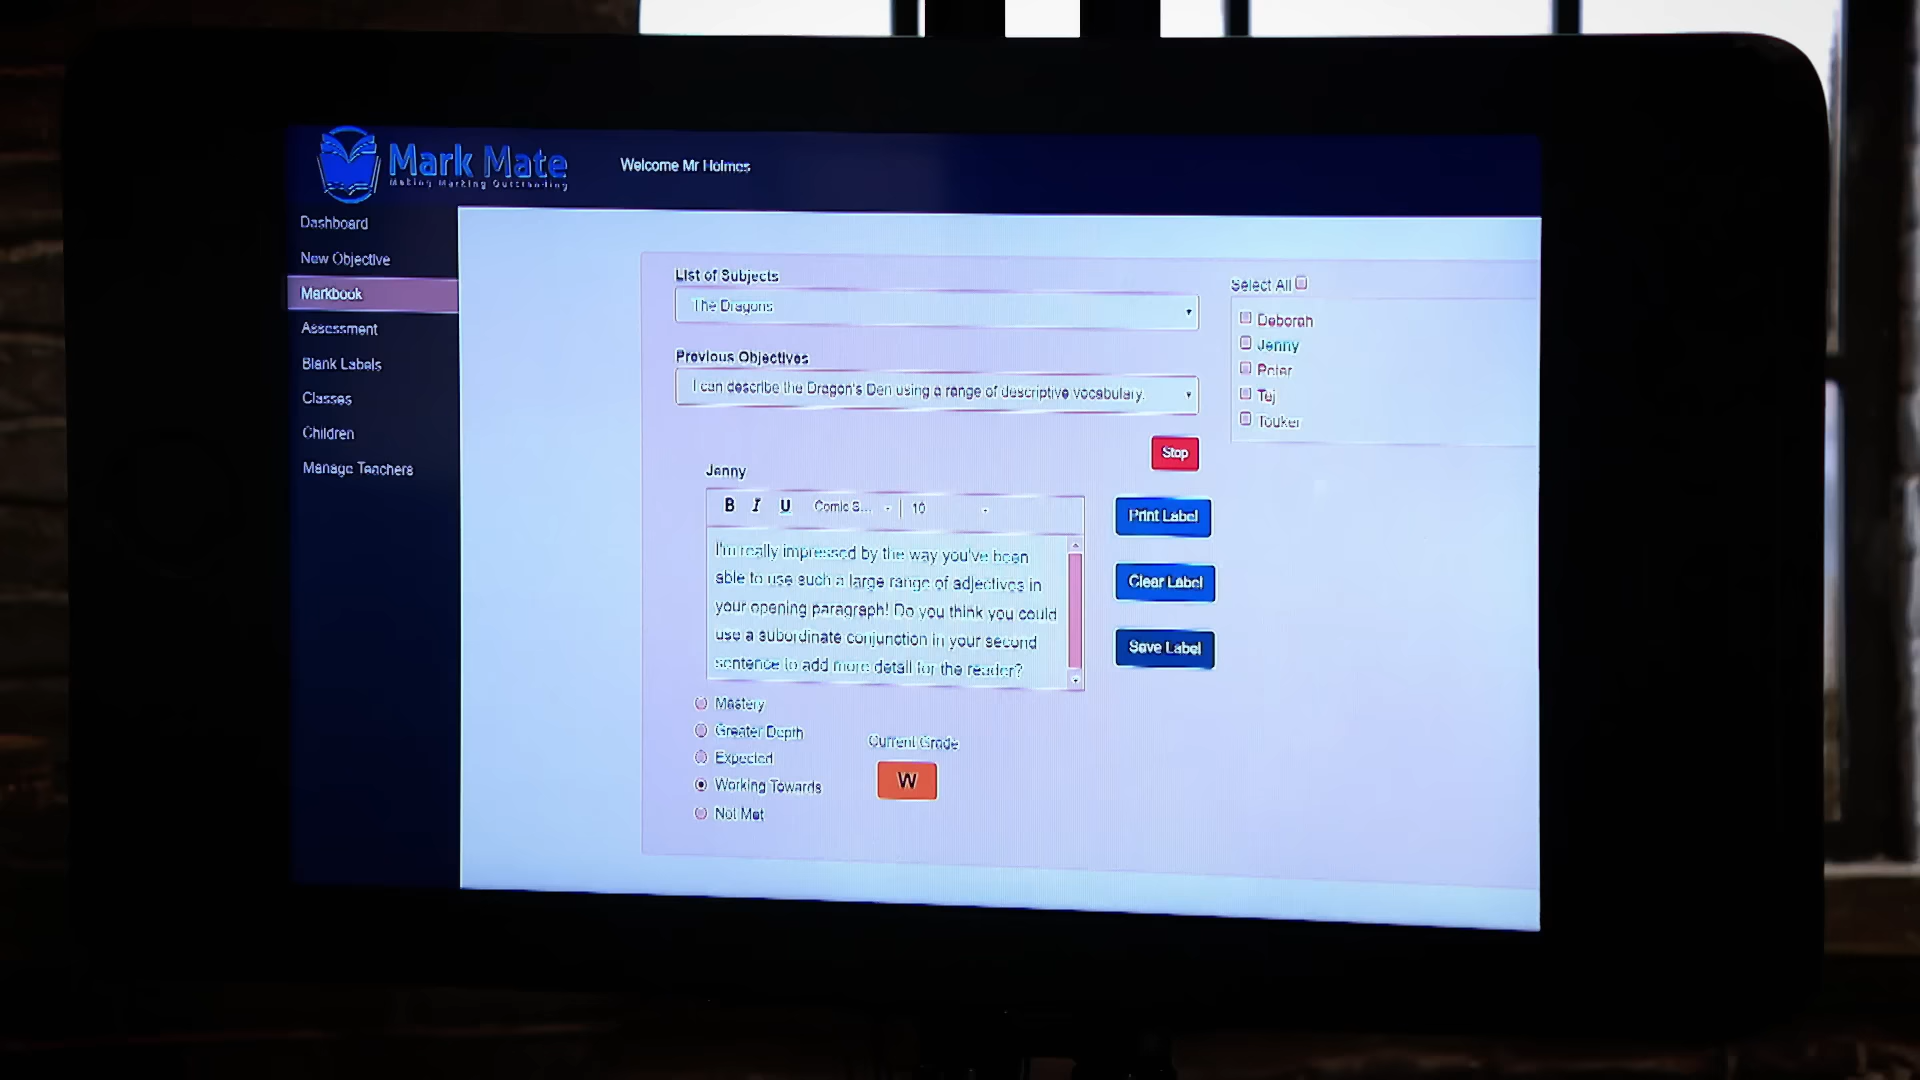 Mark Mate
Making Marking Outstanding
Welcome Mr Holmes
Dashboard
New Objective
Markbook
Assessment
Blank Labels
Classes
Children
Manage Teachers
List of Subjects
The Dragons
Previous Objectives
I can describe the Dragon's Den using a range of descriptive vocabulary.
Stop
Jenny
B I U Comic S... 10
I'm really impressed by the way you've been
able to use such a large range of adjectives in
your opening paragraph! Do you think you could
use a subordinate conjunction in your second
sentence to add more detail for the reader?
Print Label
Clear Label
Save Label
Mastery
Greater Depth
Expected
Working Towards
Not Met
Current Grade
W
Select All
Deborah
Jenny
Peter
Tej
Touker